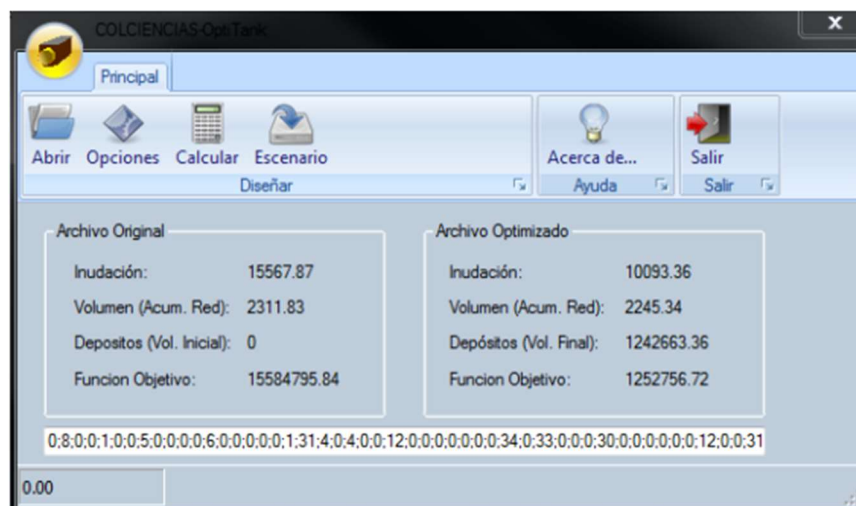 COLCIENCIAS-OptiTank
x
Principal
Abrir Opciones Calcular Escenario Acerca de... Salir
Diseñar Ayuda Salir
Archivo Original Archivo Optimizado
Inudación: 15567.87 Inudación: 10093.36
Volumen (Acum. Red): 2311.83 Volumen (Acum. Red): 2245.34
Depositos (Vol. Inicial): 0 Depósitos (Vol. Final): 1242663.36
Funcion Objetivo: 15584795.84 Funcion Objetivo: 1252756.72
0;8;0;0;1;0;0;5;0;0;0;0;6;0;0;0;0;0;1;31;4;0;4;0;0;12;0;0;0;0;0;0;0;34;0;33;0;0;0;30;0;0;0;0;0;0;0;12;0;0;31
0.00